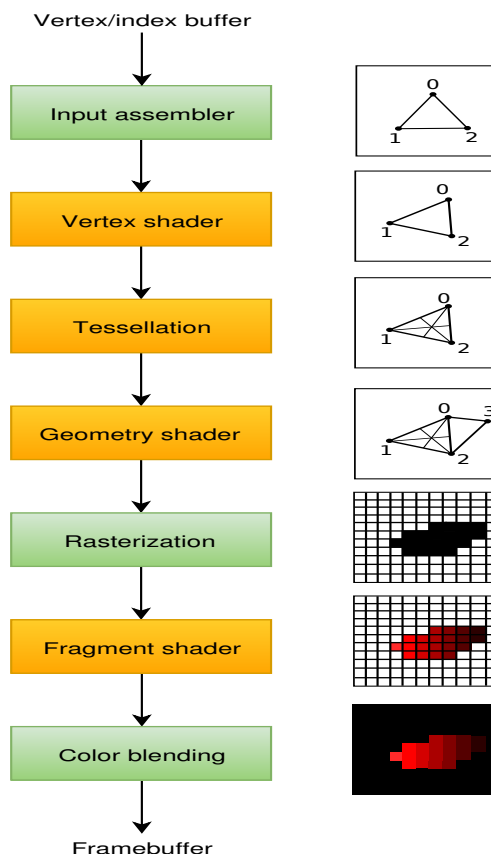 Vertex/index buffer
Input assembler
0
1
2
Vertex shader
0
1
2
Tessellation
0
1
2
Geometry shader
0
3
1
2
Rasterization
Fragment shader
Color blending
Framebuffer